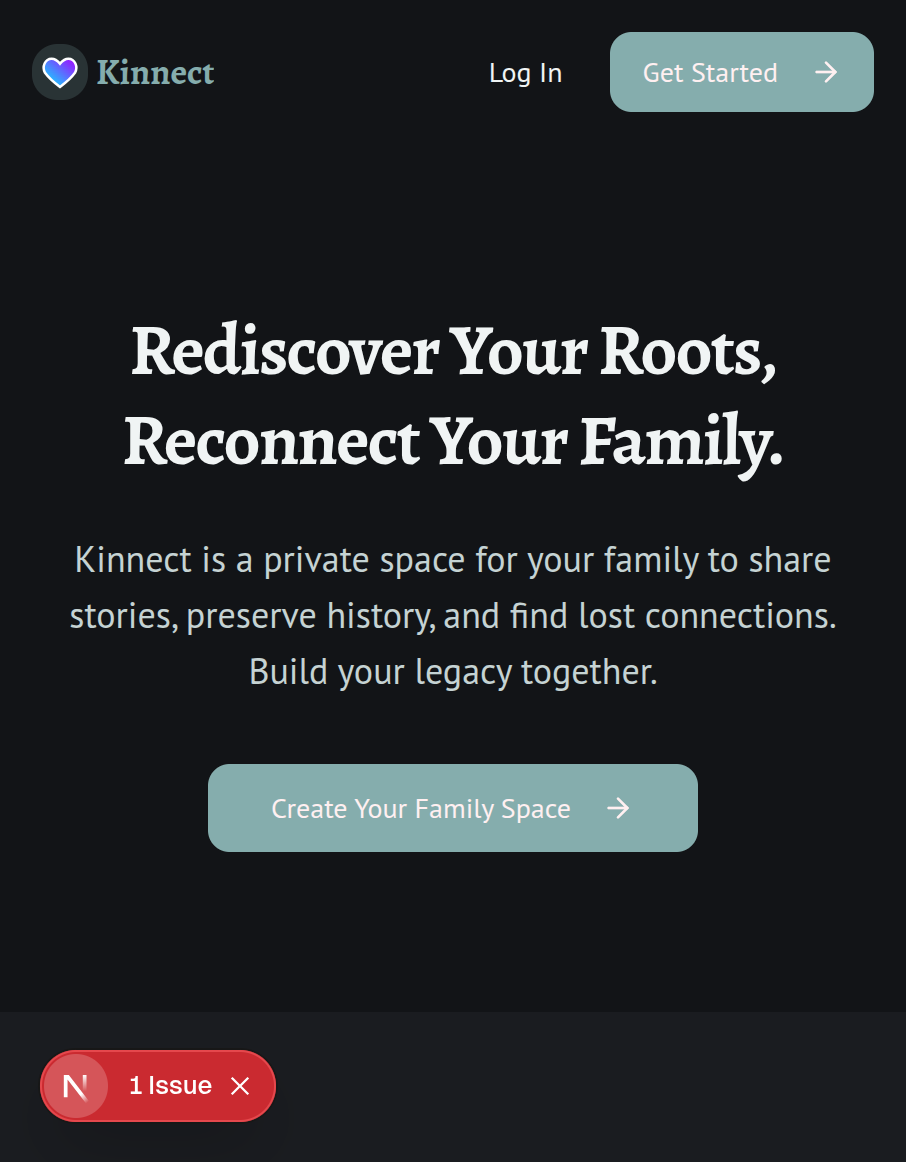 Kinnect
Log In
Get Started
Rediscover Your Roots,
Reconnect Your Family.
Kinnect is a private space for your family to share
stories, preserve history, and find lost connections.
Build your legacy together.
Create Your Family Space
N
1 Issue